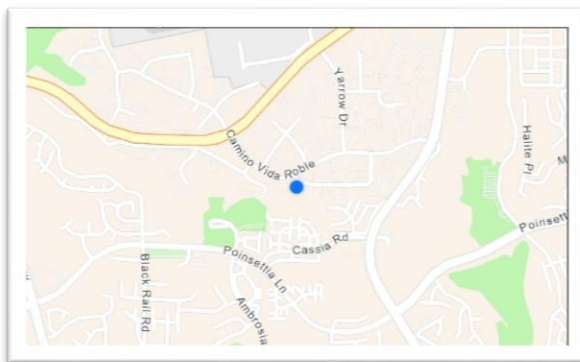 Yarrow Dr
Camino Vida Roble
Halite Pl
M
Poinsettia
Cassia Rd
Poinsettia Ln
Black Rail Rd
Ambrosia